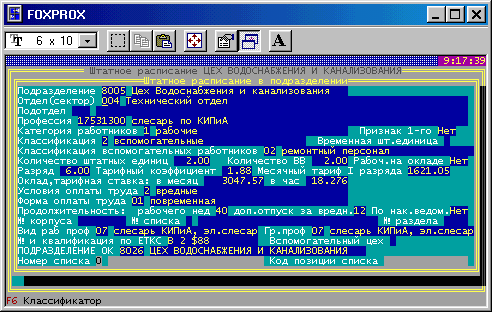 FOXPROX
6 x 10
9:17:39
Штатное расписание ЦЕХ ВОДОСНАБЖЕНИЯ И КАНАЛИЗОВАНИЯ
Штатное расписание в подразделении
Подразделение 8005 Цех Водоснабжения и канализования
Отдел(сектор) 004 Технический отдел
Подотдел
Профессия 17531300 слесарь по КИПиА
Категория работников 1 рабочие Признак 1-го Нет
Классификация 2 вспомогательные Временная шт.единица
Классификация вспомогательных работников 02 ремонтный персонал
Количество штатных единиц 2.00 Количество ВВ 2.00 Рабоч.на окладе Нет
Разряд 6.00 Тарифный коэффициент 1.88 Месячный тариф I разряда 1621.05
Оклад,тарифная ставка: в месяц 3047.57 в час 18.276
Условия оплаты труда 2 вредные
Форма оплаты труда 01 повременная
Продолжительность: рабочего нед 40 доп.отпуск за вредн.12 По нак.ведом.Нет
№ корпуса № списка № раздела
Вид раб проф 07 слесарь КИПиА, эл.слесар Гр.проф 07 слесарь КИПиА, эл.слесар
№ и квалификация по ЕТКС В 2 $88 Вспомогательный цех
ПОДРАЗДЕЛЕНИЕ ОК 8026 ЦЕХ ВОДОСНАБЖЕНИЯ И КАНАЛИЗОВАНИЯ
Номер списка 0 Код позиции списка
F6 Классификатор